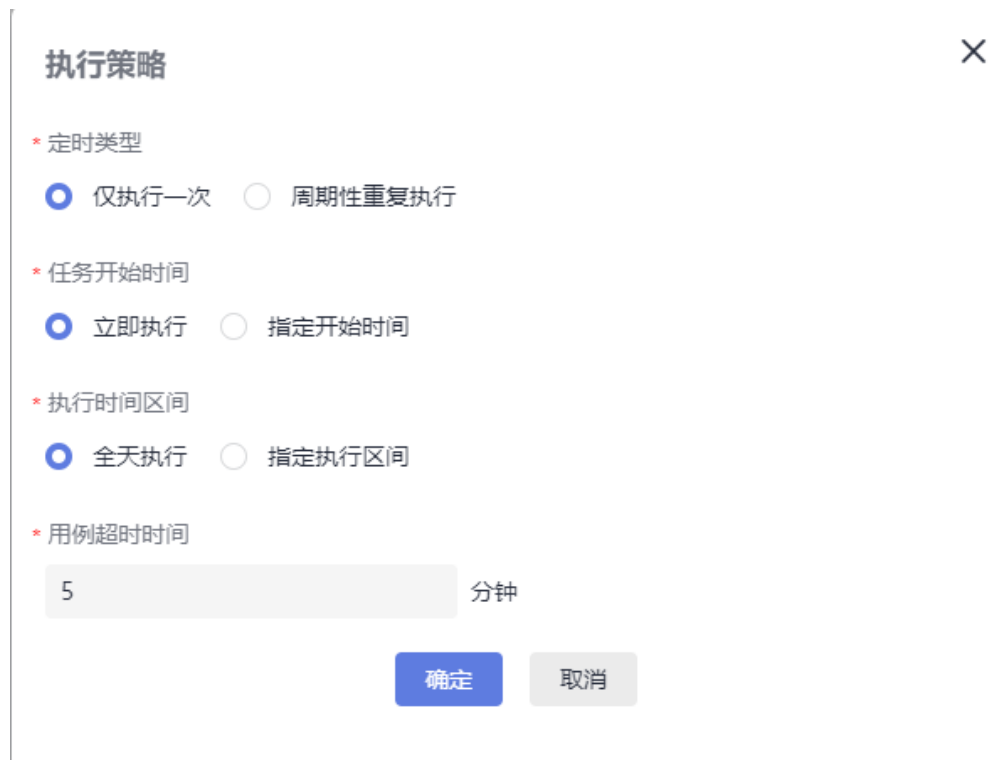 执行策略
* 定时类型
仅执行一次 周期性重复执行
* 任务开始时间
立即执行 指定开始时间
* 执行时间区间
全天执行 指定执行区间
* 用例超时时间
5 分钟
确定 取消